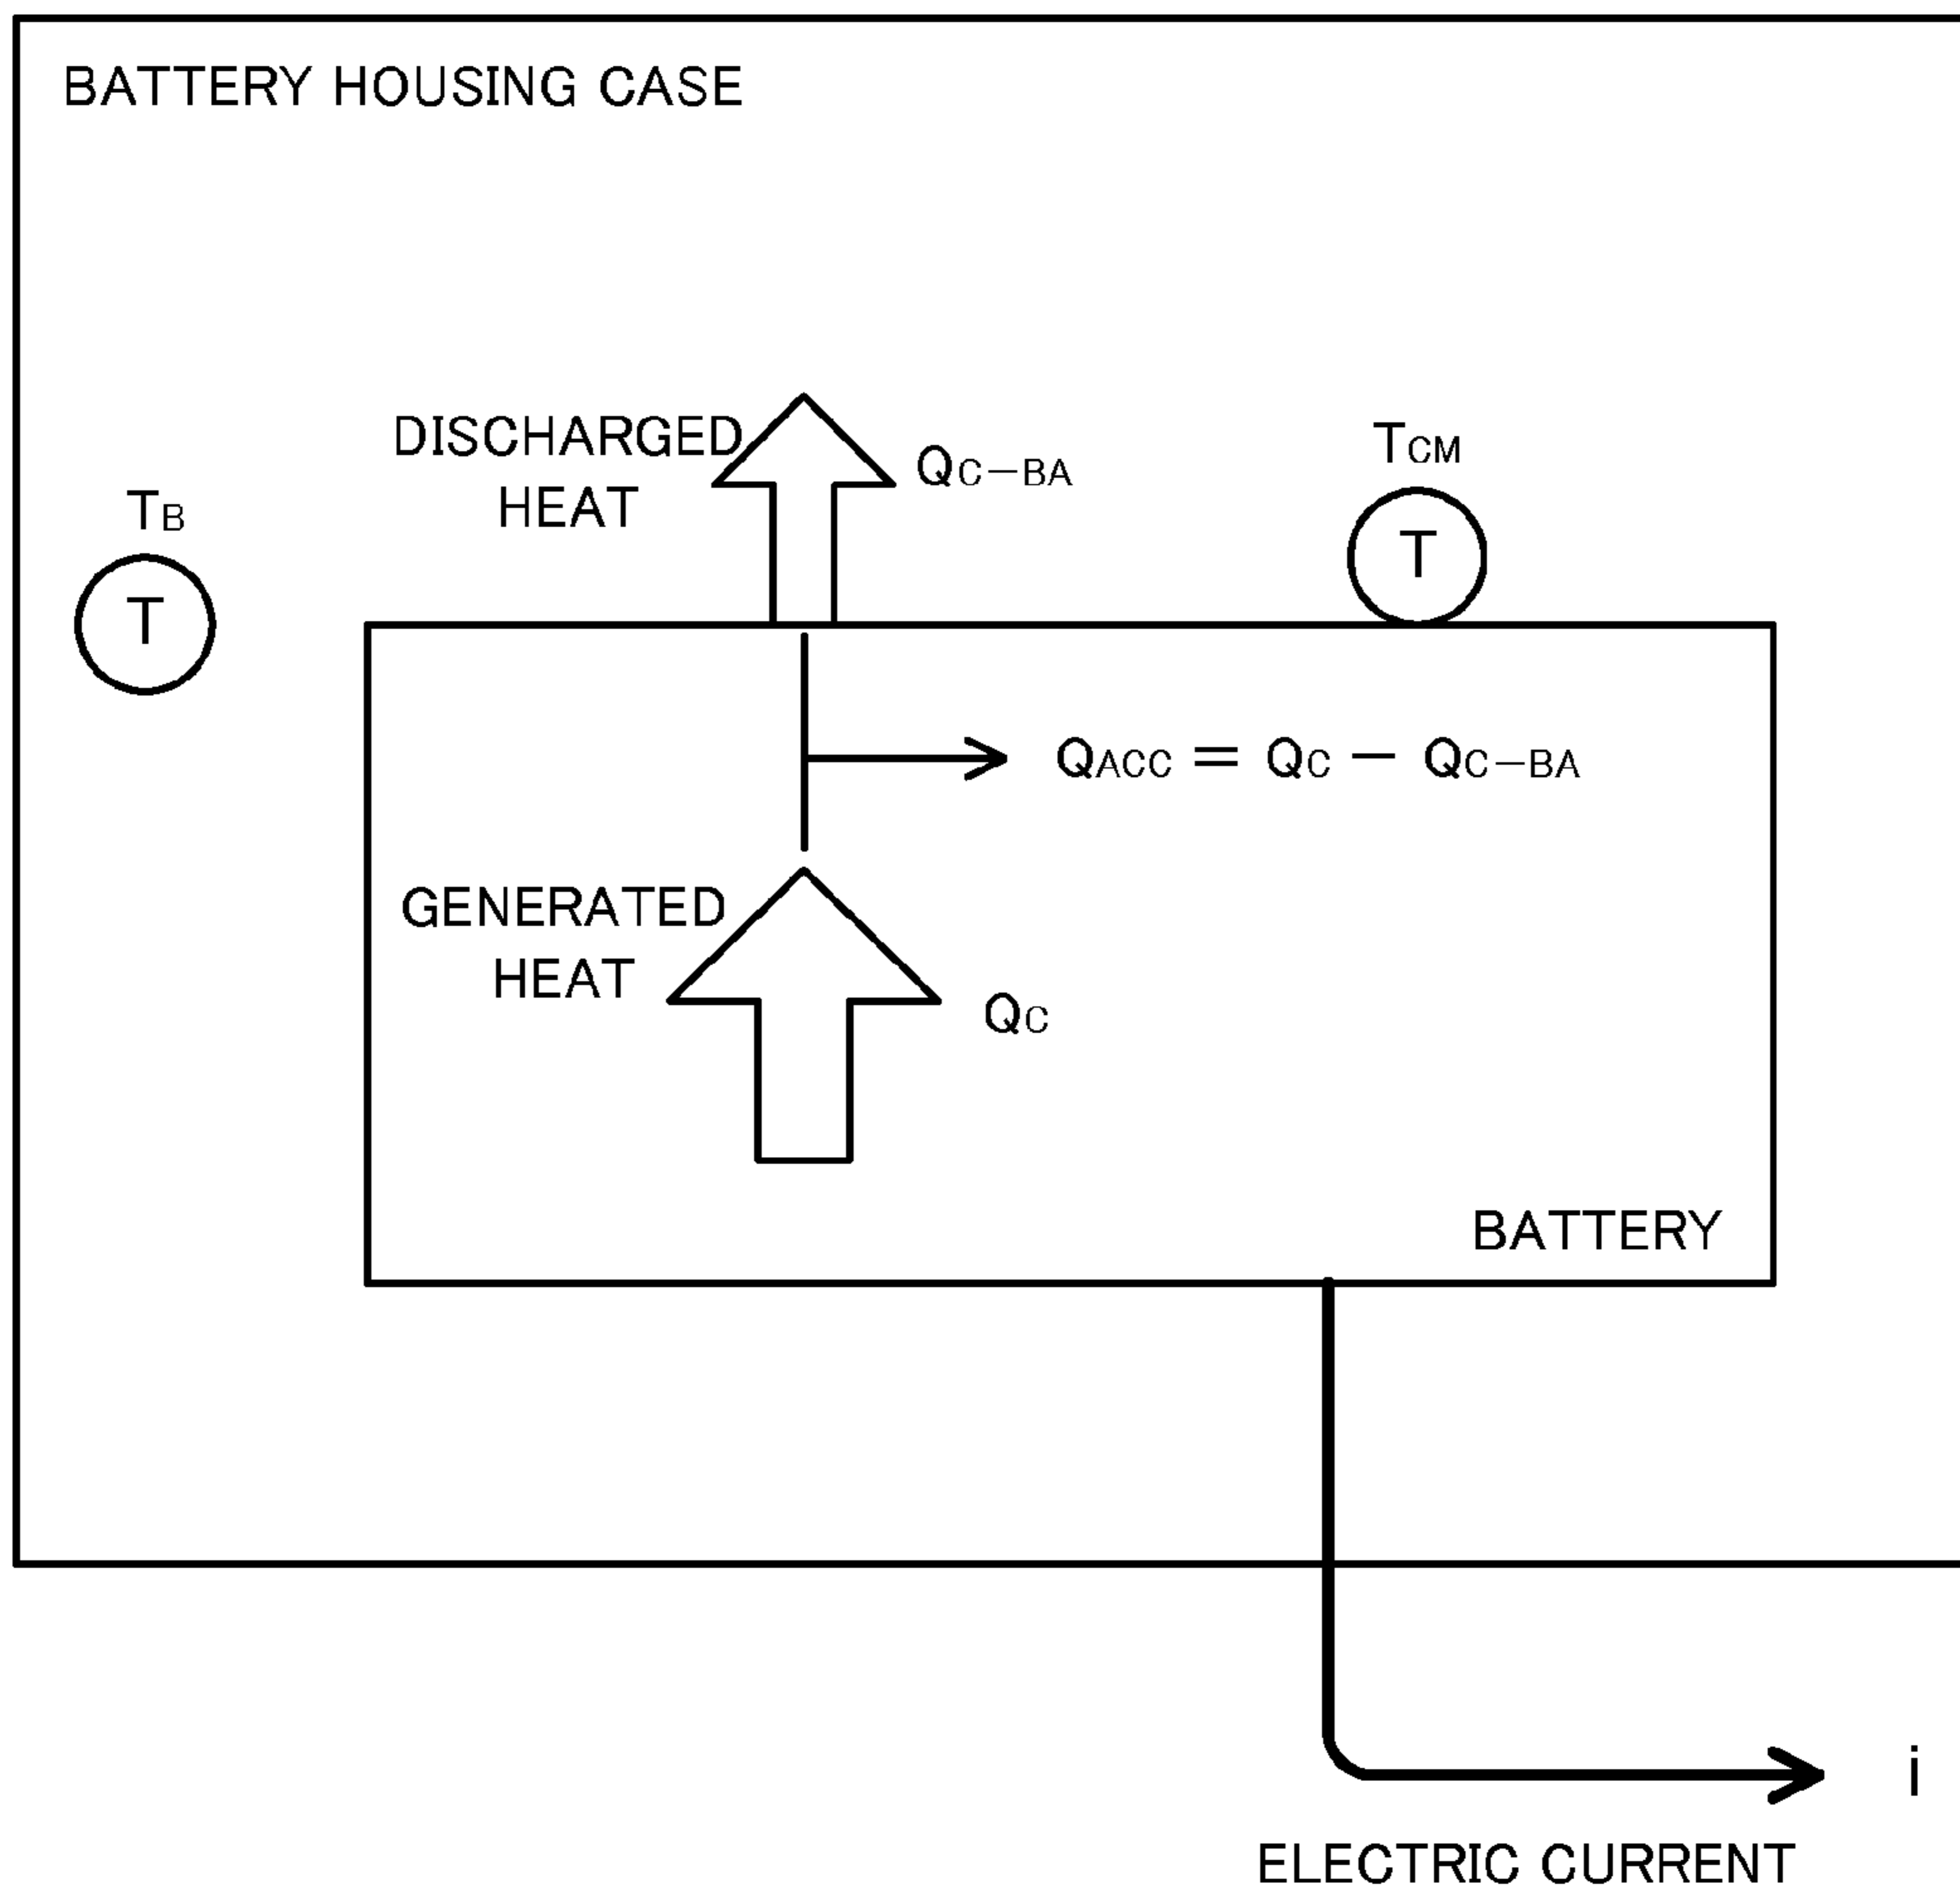 BATTERY HOUSING CASE
DISCHARGED
HEAT
QC-BA
TCM
T
TB
T
QACC = QC - QC-BA
GENERATED
HEAT
QC
BATTERY
i
ELECTRIC CURRENT